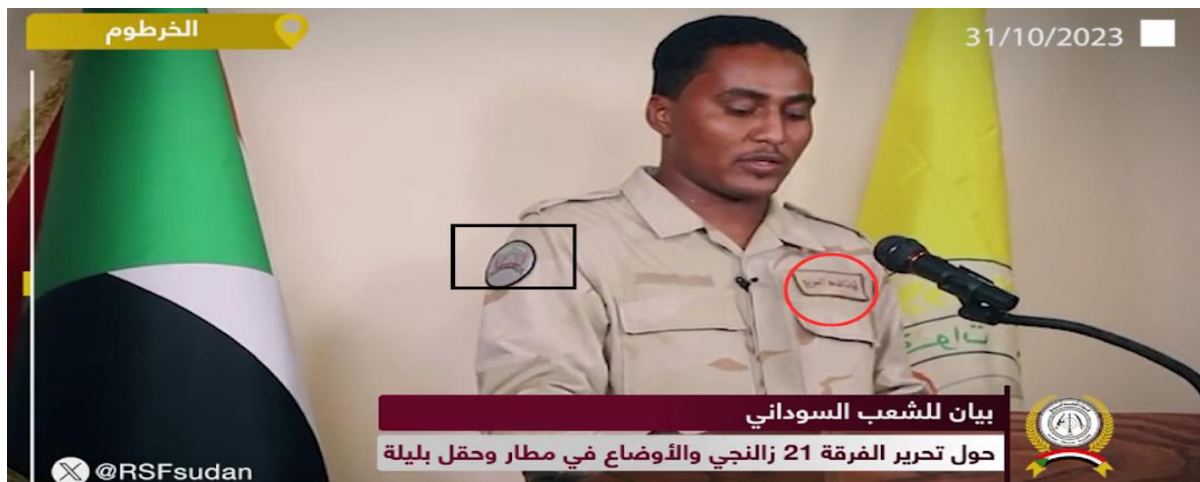 الخرطوم
31/10/2023
بيان للشعب السوداني
حول تحرير الفرقة 21 زالنجي والأوضاع في مطار وحقل بليلة
@RSFsudan